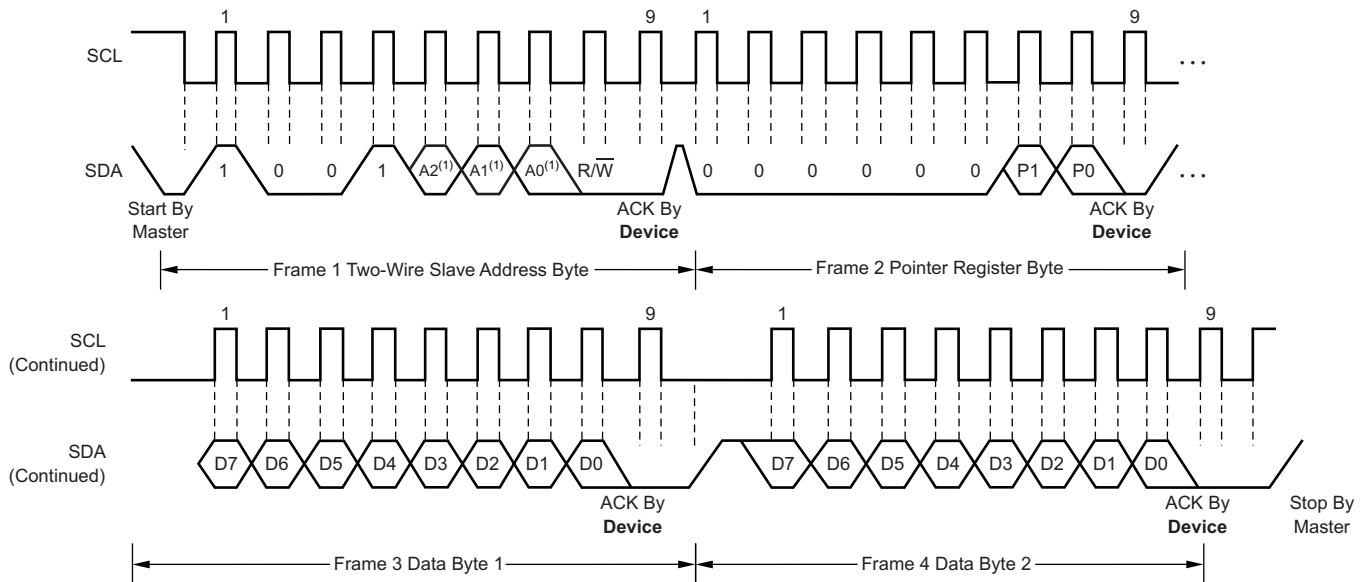 1 9 1 9
SCL ...
SDA 1 0 0 1 A2(1) A1(1) A0(1) R/W̅ 0 0 0 0 0 0 P1 P0 ...
Start By Master
ACK By Device
ACK By Device
Frame 1 Two-Wire Slave Address Byte
Frame 2 Pointer Register Byte
1 9 1 9
SCL (Continued)
SDA (Continued)
D7 D6 D5 D4 D3 D2 D1 D0 D7 D6 D5 D4 D3 D2 D1 D0
ACK By Device
ACK By Device
Stop By Master
Frame 3 Data Byte 1
Frame 4 Data Byte 2